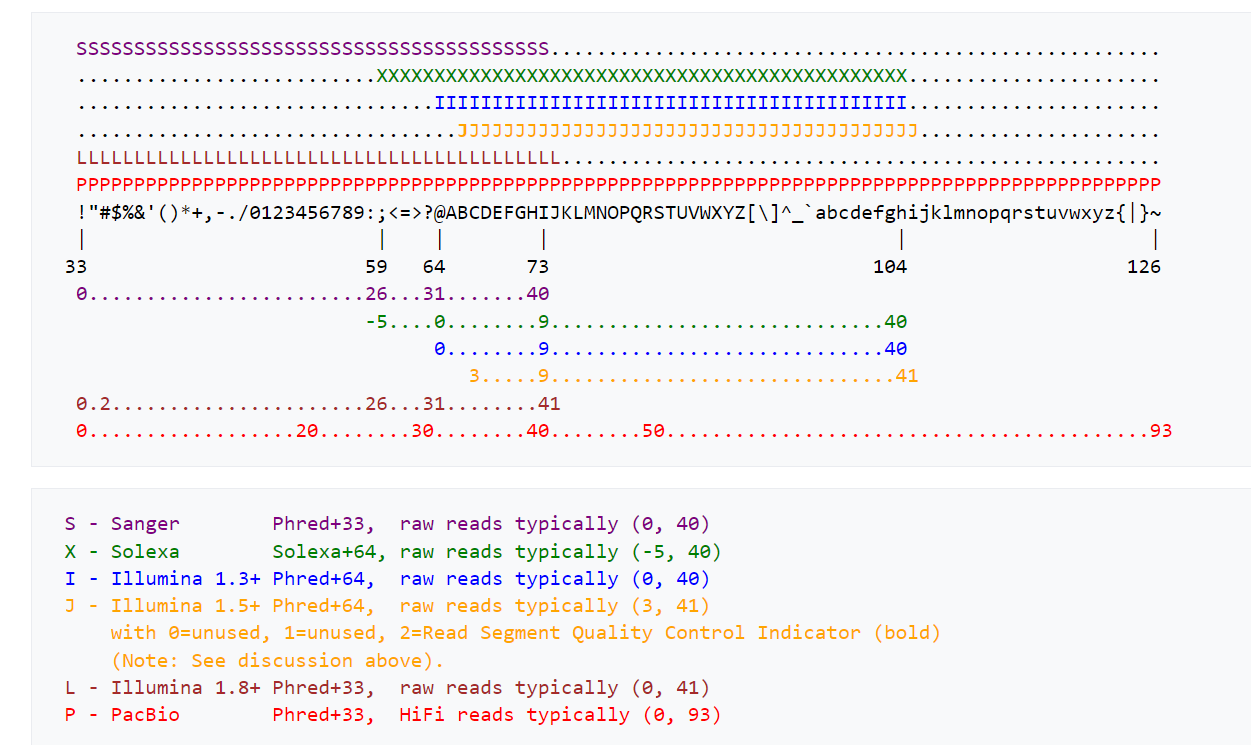 SSSSSSSSSSSSSSSSSSSSSSSSSSSSSSSSSSSSSSSSS.....................................................
..........................XXXXXXXXXXXXXXXXXXXXXXXXXXXXXXXXXXXXXXXXXXXXXX......................
...............................IIIIIIIIIIIIIIIIIIIIIIIIIIIIIIIIIIIIIIIII......................
.................................JJJJJJJJJJJJJJJJJJJJJJJJJJJJJJJJJJJJJJJJ.....................
LLLLLLLLLLLLLLLLLLLLLLLLLLLLLLLLLLLLLLLLLL....................................................
PPPPPPPPPPPPPPPPPPPPPPPPPPPPPPPPPPPPPPPPPPPPPPPPPPPPPPPPPPPPPPPPPPPPPPPPPPPPPPPPPPPPPPPPPPPPPP
!"#$%&'()*+,-./0123456789:;<=>?@ABCDEFGHIJKLMNOPQRSTUVWXYZ[\]^_`abcdefghijklmnopqrstuvwxyz{|}~
|                         |    |        |                              |                     |
33                        59   64       73                            104                   126
0........................26...31.......40
-5....0........9.............................40
0........9.............................40
3.....9..............................41
0.2......................26...31........41
0..................20........30........40........50..........................................93
S - Sanger        Phred+33,  raw reads typically (0, 40)
X - Solexa        Solexa+64, raw reads typically (-5, 40)
I - Illumina 1.3+ Phred+64,  raw reads typically (0, 40)
J - Illumina 1.5+ Phred+64,  raw reads typically (3, 41)
with 0=unused, 1=unused, 2=Read Segment Quality Control Indicator (bold)
(Note: See discussion above).
L - Illumina 1.8+ Phred+33,  raw reads typically (0, 41)
P - PacBio        Phred+33,  HiFi reads typically (0, 93)